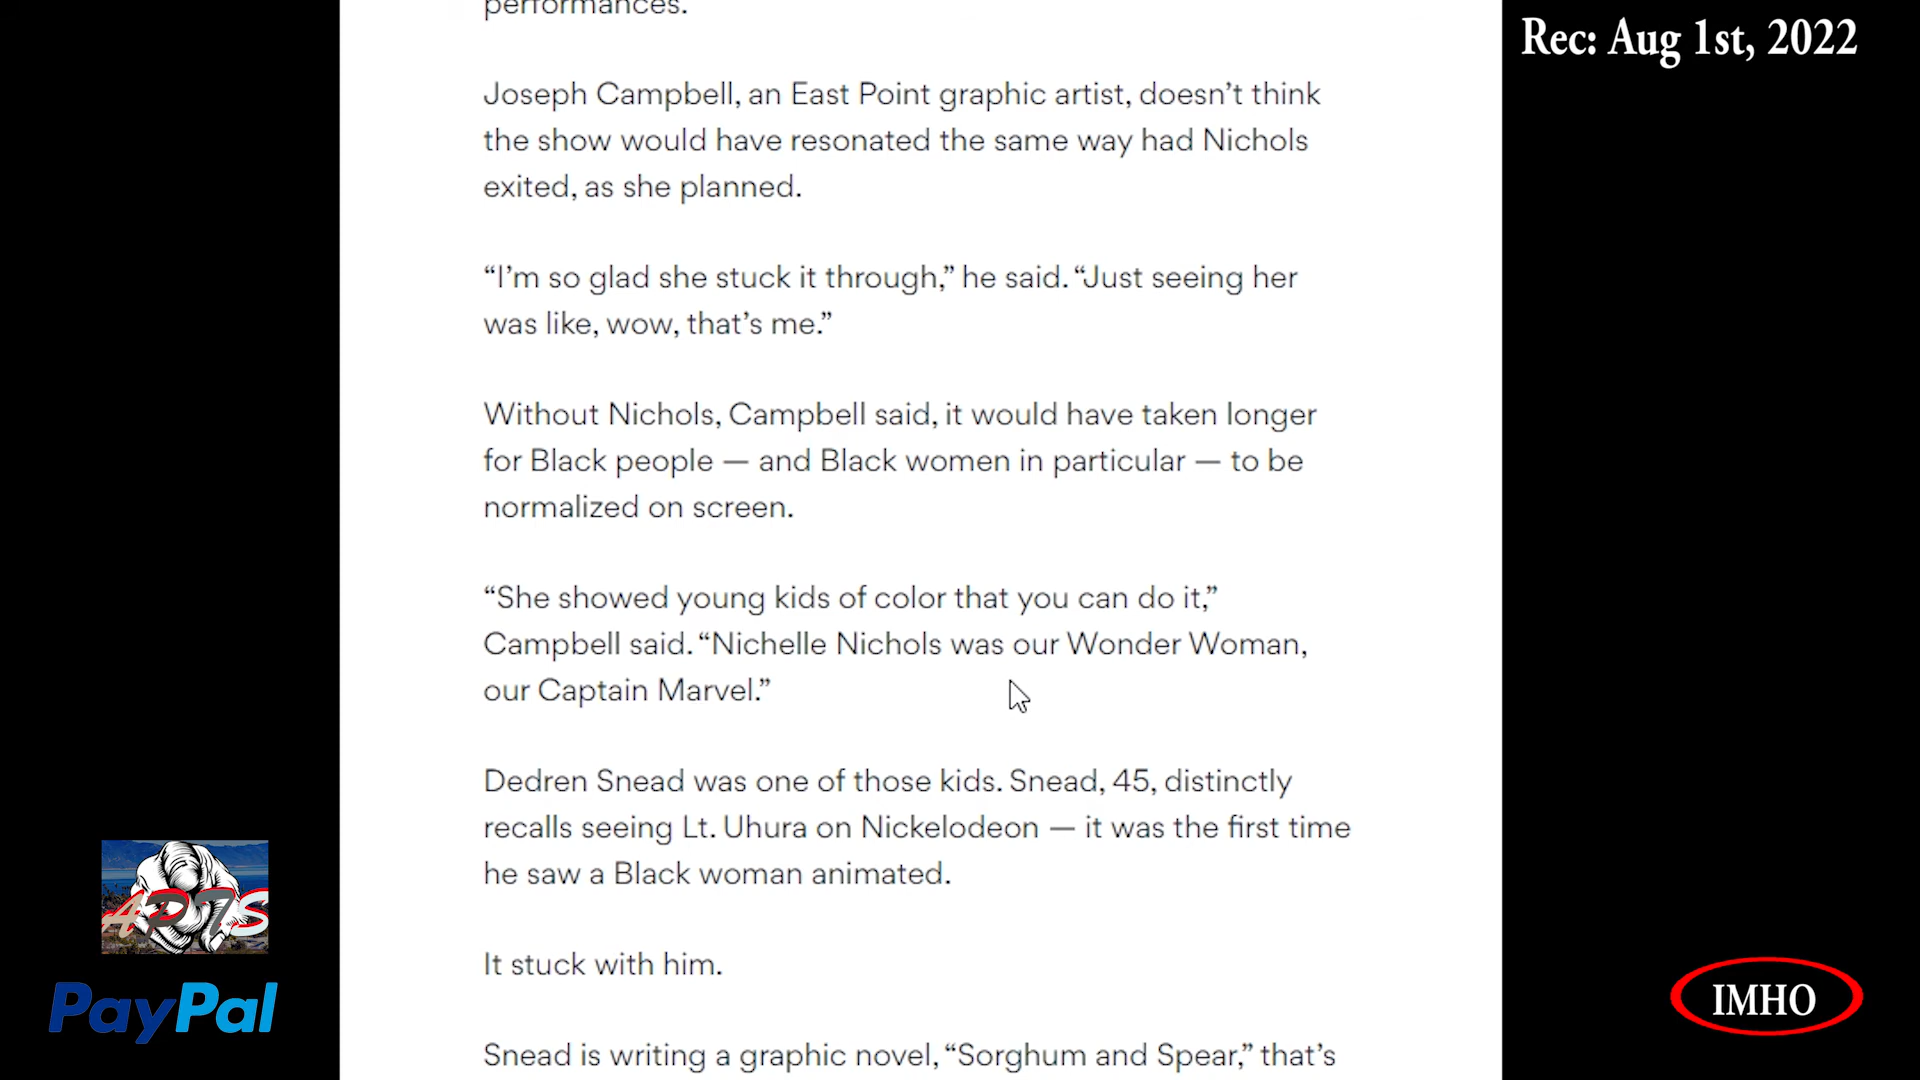 performances.
Rec: Aug 1st, 2022
Joseph Campbell, an East Point graphic artist, doesn’t think
the show would have resonated the same way had Nichols
exited, as she planned.
“I’m so glad she stuck it through,” he said. “Just seeing her
was like, wow, that’s me.”
Without Nichols, Campbell said, it would have taken longer
for Black people — and Black women in particular — to be
normalized on screen.
“She showed young kids of color that you can do it,”
Campbell said. “Nichelle Nichols was our Wonder Woman,
our Captain Marvel.”
Dedren Snead was one of those kids. Snead, 45, distinctly
recalls seeing Lt. Uhura on Nickelodeon — it was the first time
he saw a Black woman animated.
It stuck with him.
Snead is writing a graphic novel, “Sorghum and Spear,” that’s
APTS
PayPal
IMHO